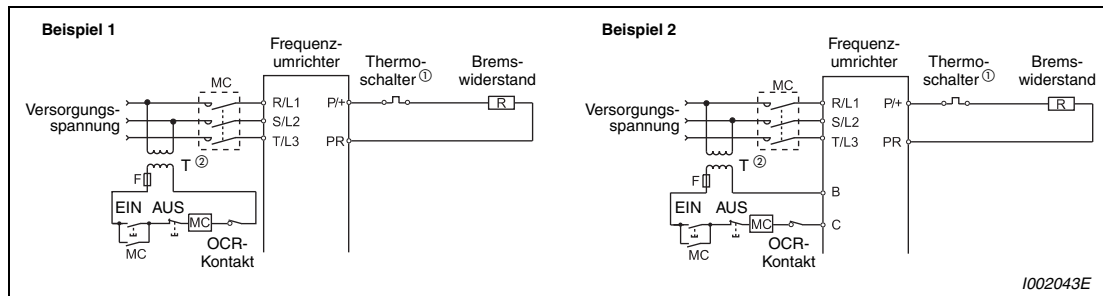 Beispiel 1
Frequenz-
umrichter
Thermo-
schalter ①
Brems-
widerstand
MC
Versorgungs-
spannung
R/L1
S/L2
T/L3
P/+
PR
R
T ②
F
EIN AUS
MC
MC
OCR-
Kontakt
Beispiel 2
Frequenz-
umrichter
Thermo-
schalter ①
Brems-
widerstand
MC
Versorgungs-
spannung
R/L1
S/L2
T/L3
P/+
PR
R
T ②
F
B
EIN AUS
MC
C
MC
OCR-
Kontakt
I002043E